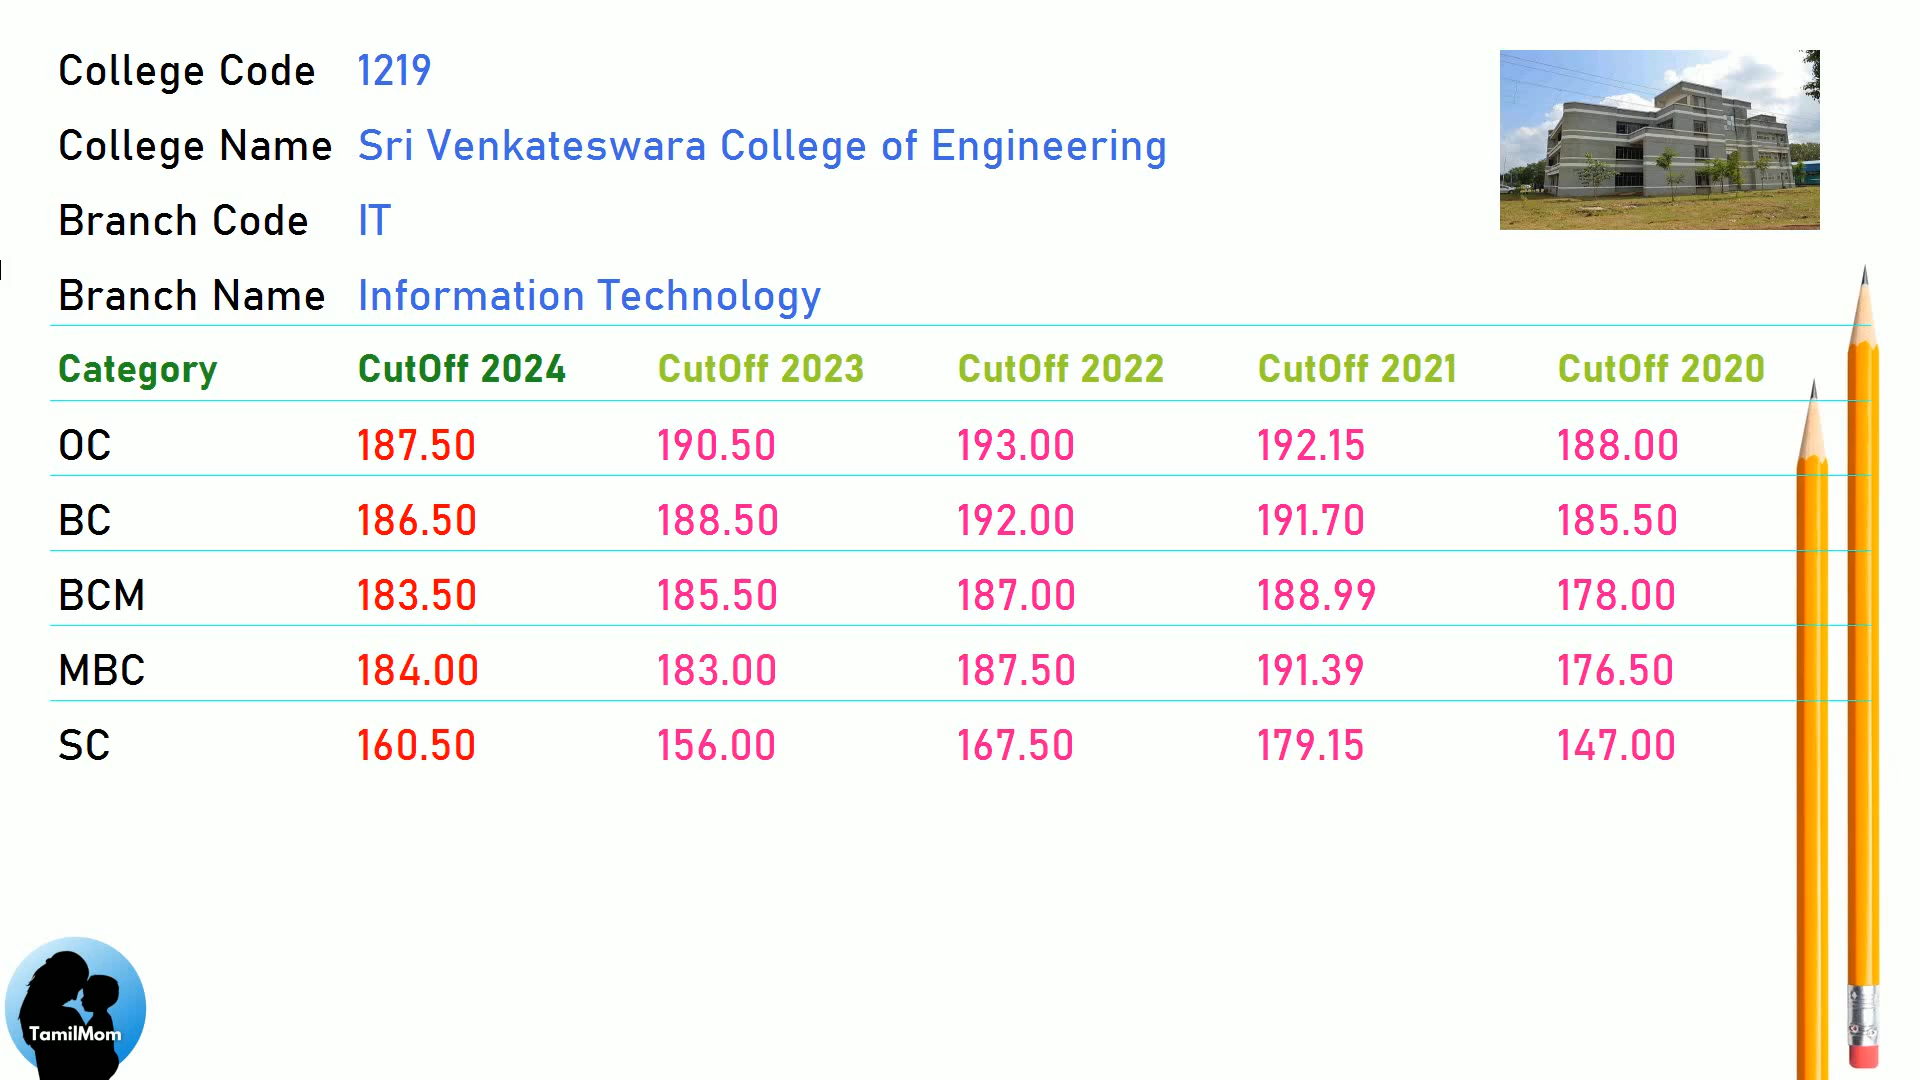 College Code 1219
College Name Sri Venkateswara College of Engineering
Branch Code IT
Branch Name Information Technology
Category CutOff 2024 CutOff 2023 CutOff 2022 CutOff 2021 CutOff 2020
OC 187.50 190.50 193.00 192.15 188.00
BC 186.50 188.50 192.00 191.70 185.50
BCM 183.50 185.50 187.00 188.99 178.00
MBC 184.00 183.00 187.50 191.39 176.50
SC 160.50 156.00 167.50 179.15 147.00
TamilMom